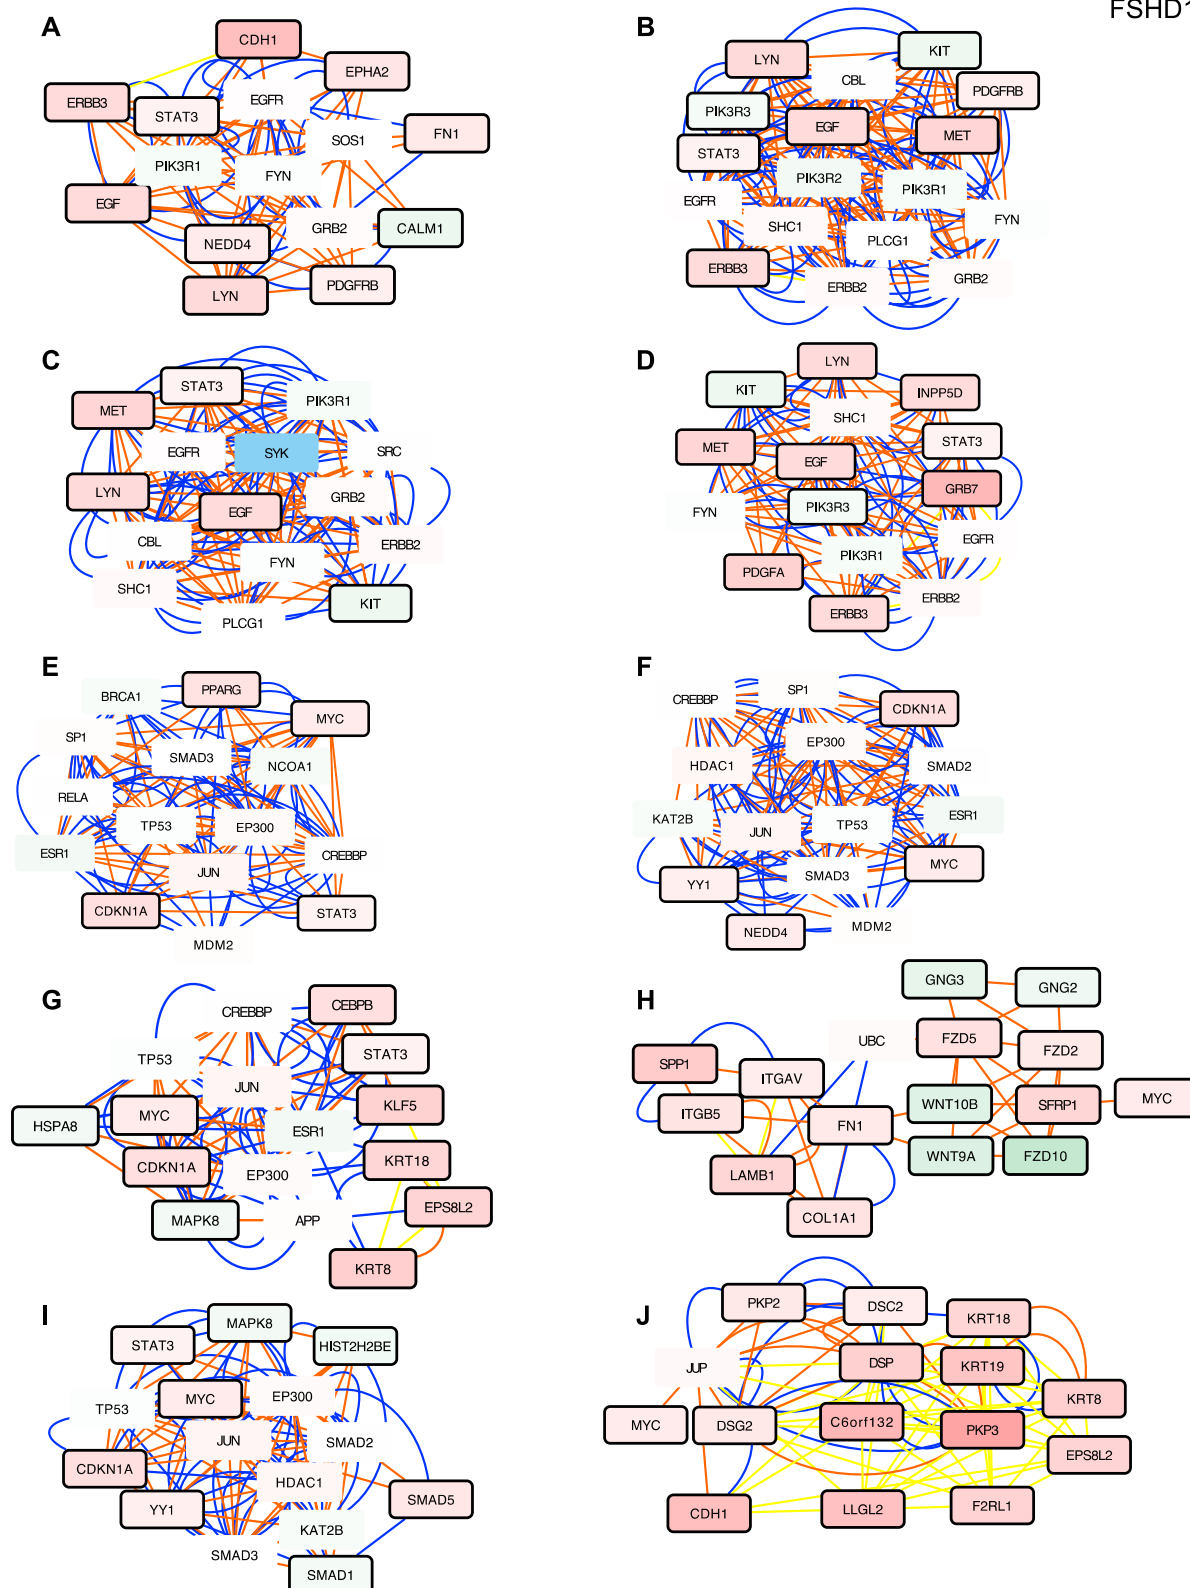 FSHD1
A
CDH1
EPHA2
ERBB3
EGFR
STAT3
SOS1
FN1
PIK3R1
FYN
EGF
GRB2
CALM1
NEDD4
LYN
PDGFRB
B
LYN
KIT
CBL
PDGFRB
PIK3R3
EGF
MET
STAT3
PIK3R2
PIK3R1
EGFR
FYN
SHC1
PLCG1
ERBB3
ERBB2
GRB2
C
STAT3
PIK3R1
MET
EGFR
SYK
SRC
LYN
GRB2
EGF
CBL
ERBB2
FYN
SHC1
KIT
PLCG1
D
LYN
KIT
INPP5D
SHC1
MET
STAT3
EGF
GRB7
FYN
PIK3R3
EGFR
PIK3R1
PDGFA
ERBB2
ERBB3
E
BRCA1
PPARG
MYC
SP1
SMAD3
NCOA1
RELA
TP53
EP300
ESR1
CREBBP
JUN
CDKN1A
STAT3
MDM2
F
SP1
CREBBP
CDKN1A
EP300
HDAC1
SMAD2
KAT2B
JUN
TP53
ESR1
MYC
YY1
SMAD3
NEDD4
MDM2
G
CREBBP
CEBPB
TP53
STAT3
JUN
MYC
KLF5
HSPA8
ESR1
CDKN1A
KRT18
EP300
MAPK8
APP
EPS8L2
KRT8
H
GNG3
GNG2
UBC
FZD5
FZD2
SPP1
ITGAV
ITGB5
WNT10B
SFRP1
MYC
FN1
LAMB1
WNT9A
FZD10
COL1A1
I
MAPK8
STAT3
HIST2H2BE
MYC
EP300
TP53
JUN
SMAD2
CDKN1A
HDAC1
YY1
SMAD5
KAT2B
SMAD3
SMAD1
J
PKP2
DSC2
KRT18
JUP
DSP
KRT19
KRT8
MYC
DSG2
C6orf132
PKP3
EPS8L2
CDH1
LLGL2
F2RL1